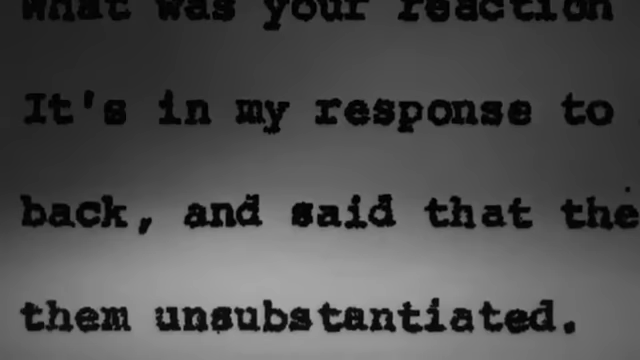 What was your reaction
It's in my response to
back, and said that the
them unsubstantiated.